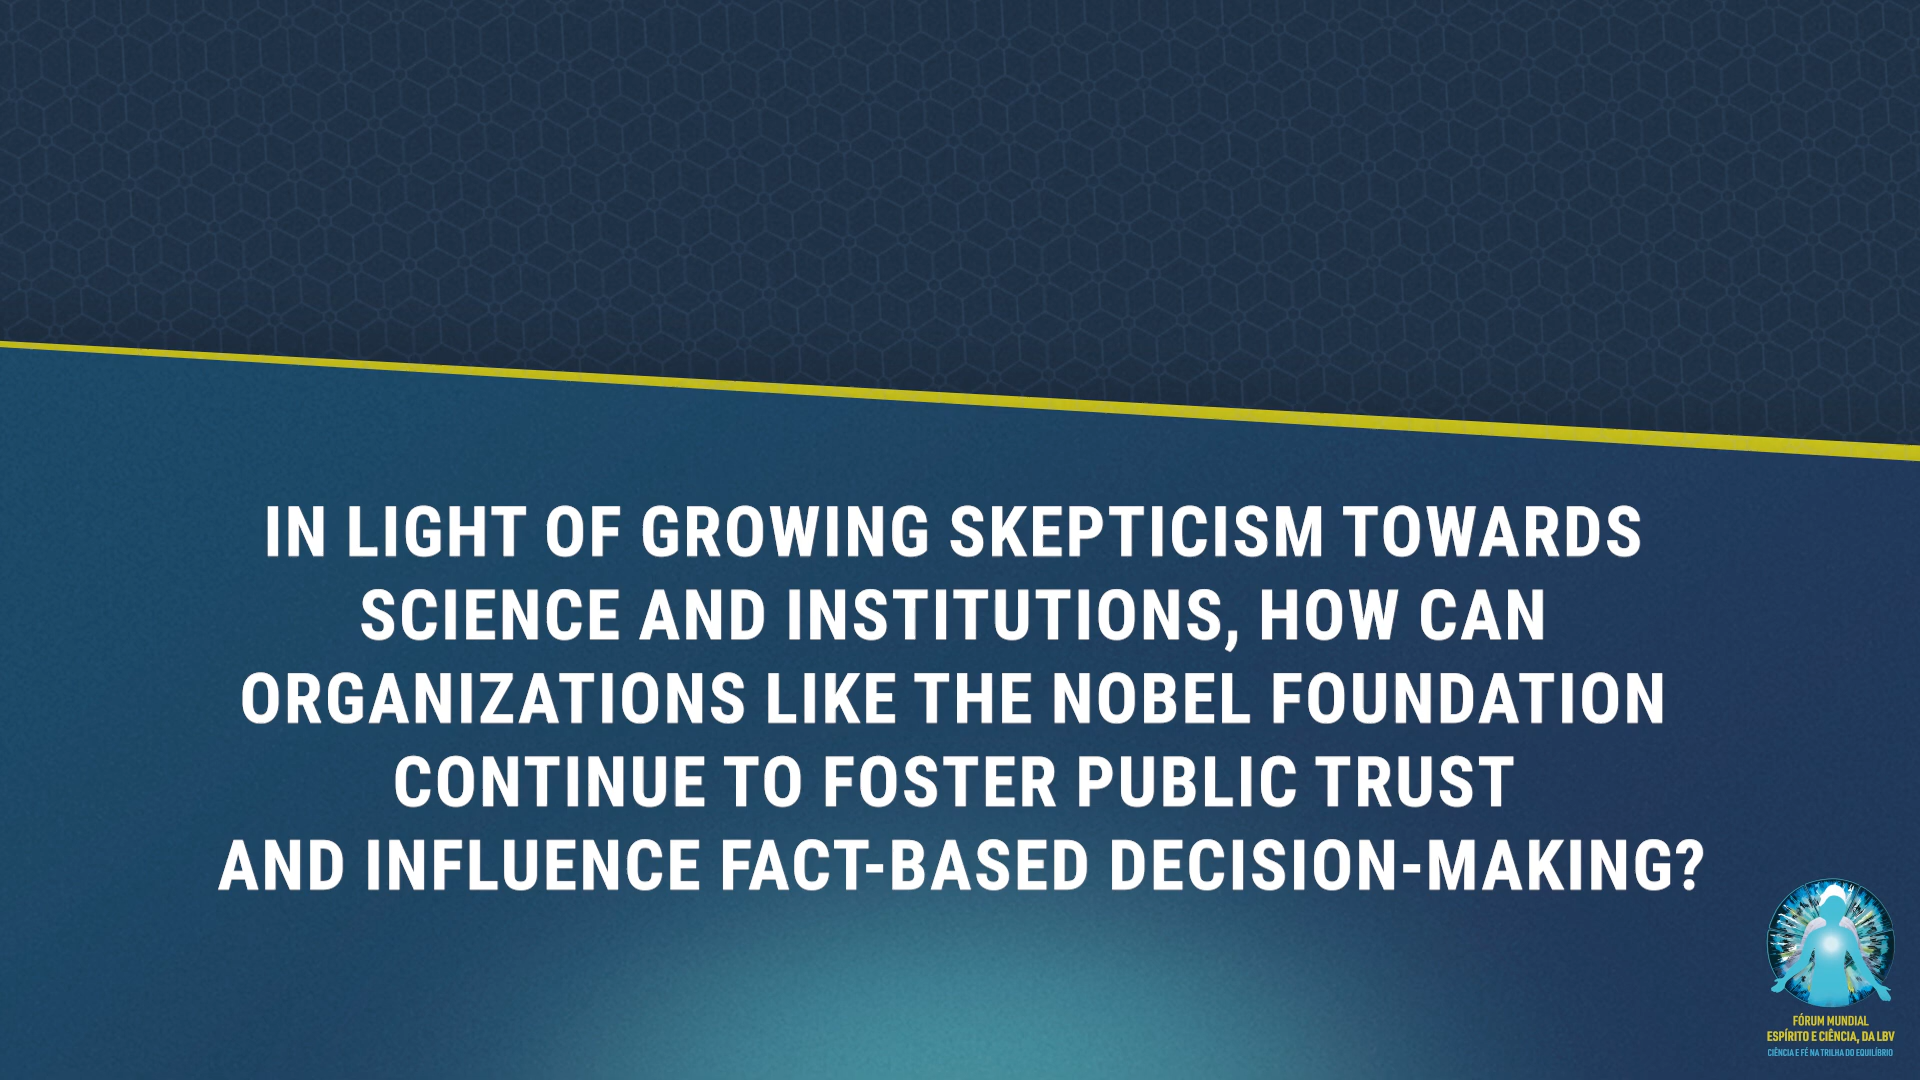 IN LIGHT OF GROWING SKEPTICISM TOWARDS
SCIENCE AND INSTITUTIONS, HOW CAN
ORGANIZATIONS LIKE THE NOBEL FOUNDATION
CONTINUE TO FOSTER PUBLIC TRUST
AND INFLUENCE FACT-BASED DECISION-MAKING?
FÓRUM MUNDIAL
ESPÍRITO E CIÊNCIA, DA LBV
CIÊNCIA E FÉ NA TRILHA DO EQUILÍBRIO